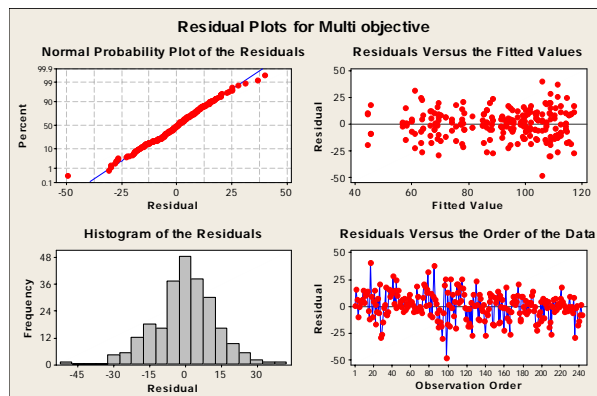 Residual Plots for Multi objective
Normal Probability Plot of the Residuals
99.9
99
90
50
10
1
0.1
Percent
-50 -25 0 25 50
Residual
Residuals Versus the Fitted Values
50
25
0
-25
-50
Residual
40 60 80 100 120
Fitted Value
Histogram of the Residuals
48
36
24
12
0
Frequency
-45 -30 -15 0 15 30
Residual
Residuals Versus the Order of the Data
50
25
0
-25
-50
Residual
1 20 40 60 80 100 120 140 160 180 200 220 240
Observation Order